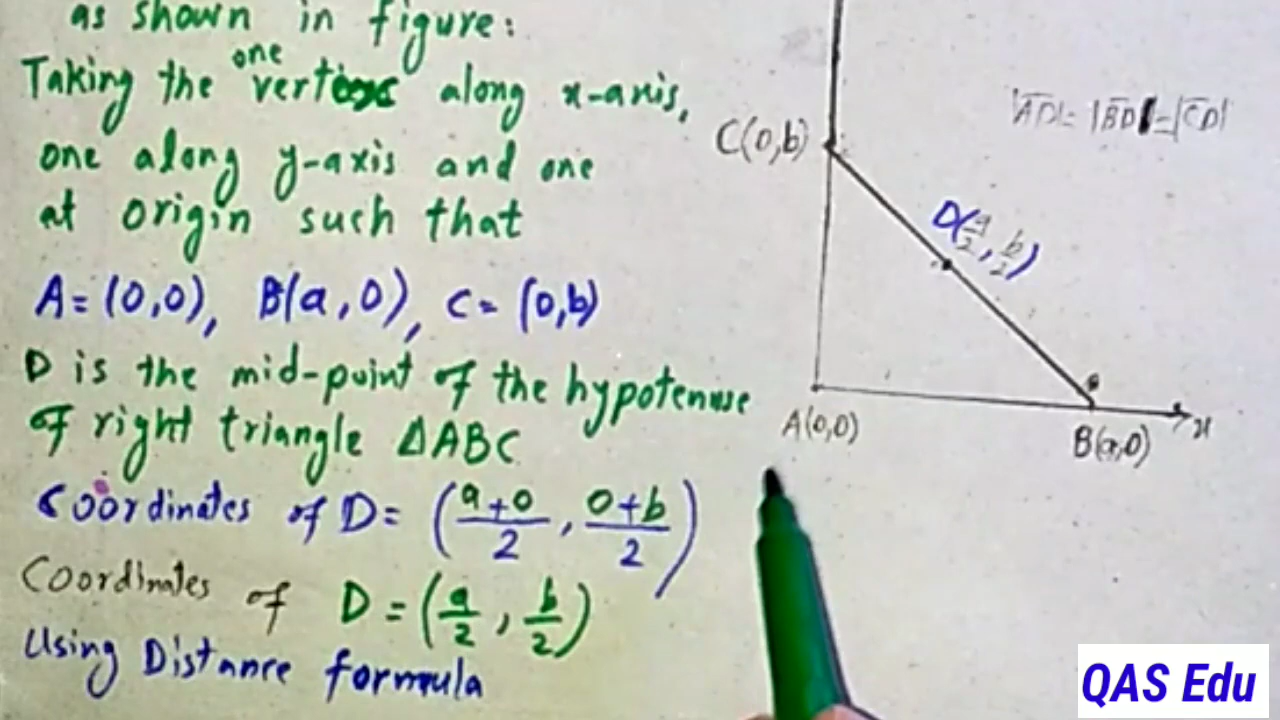 as shown in figure:
one
Taking the vertex along x-axis,
one along y-axis and one
at origin such that
A = (0,0), B(a,0), C = (0,b)
D is the mid-point of the hypotenuse
of right triangle ΔABC
Coordinates of D = (a+0/2, 0+b/2)
Coordinates of D = (a/2, b/2)
Using Distance formula
|AD| = |BD| = |CD|
C(0,b)
D(a/2, b/2)
A(0,0)
B(a,0)
x
QAS Edu